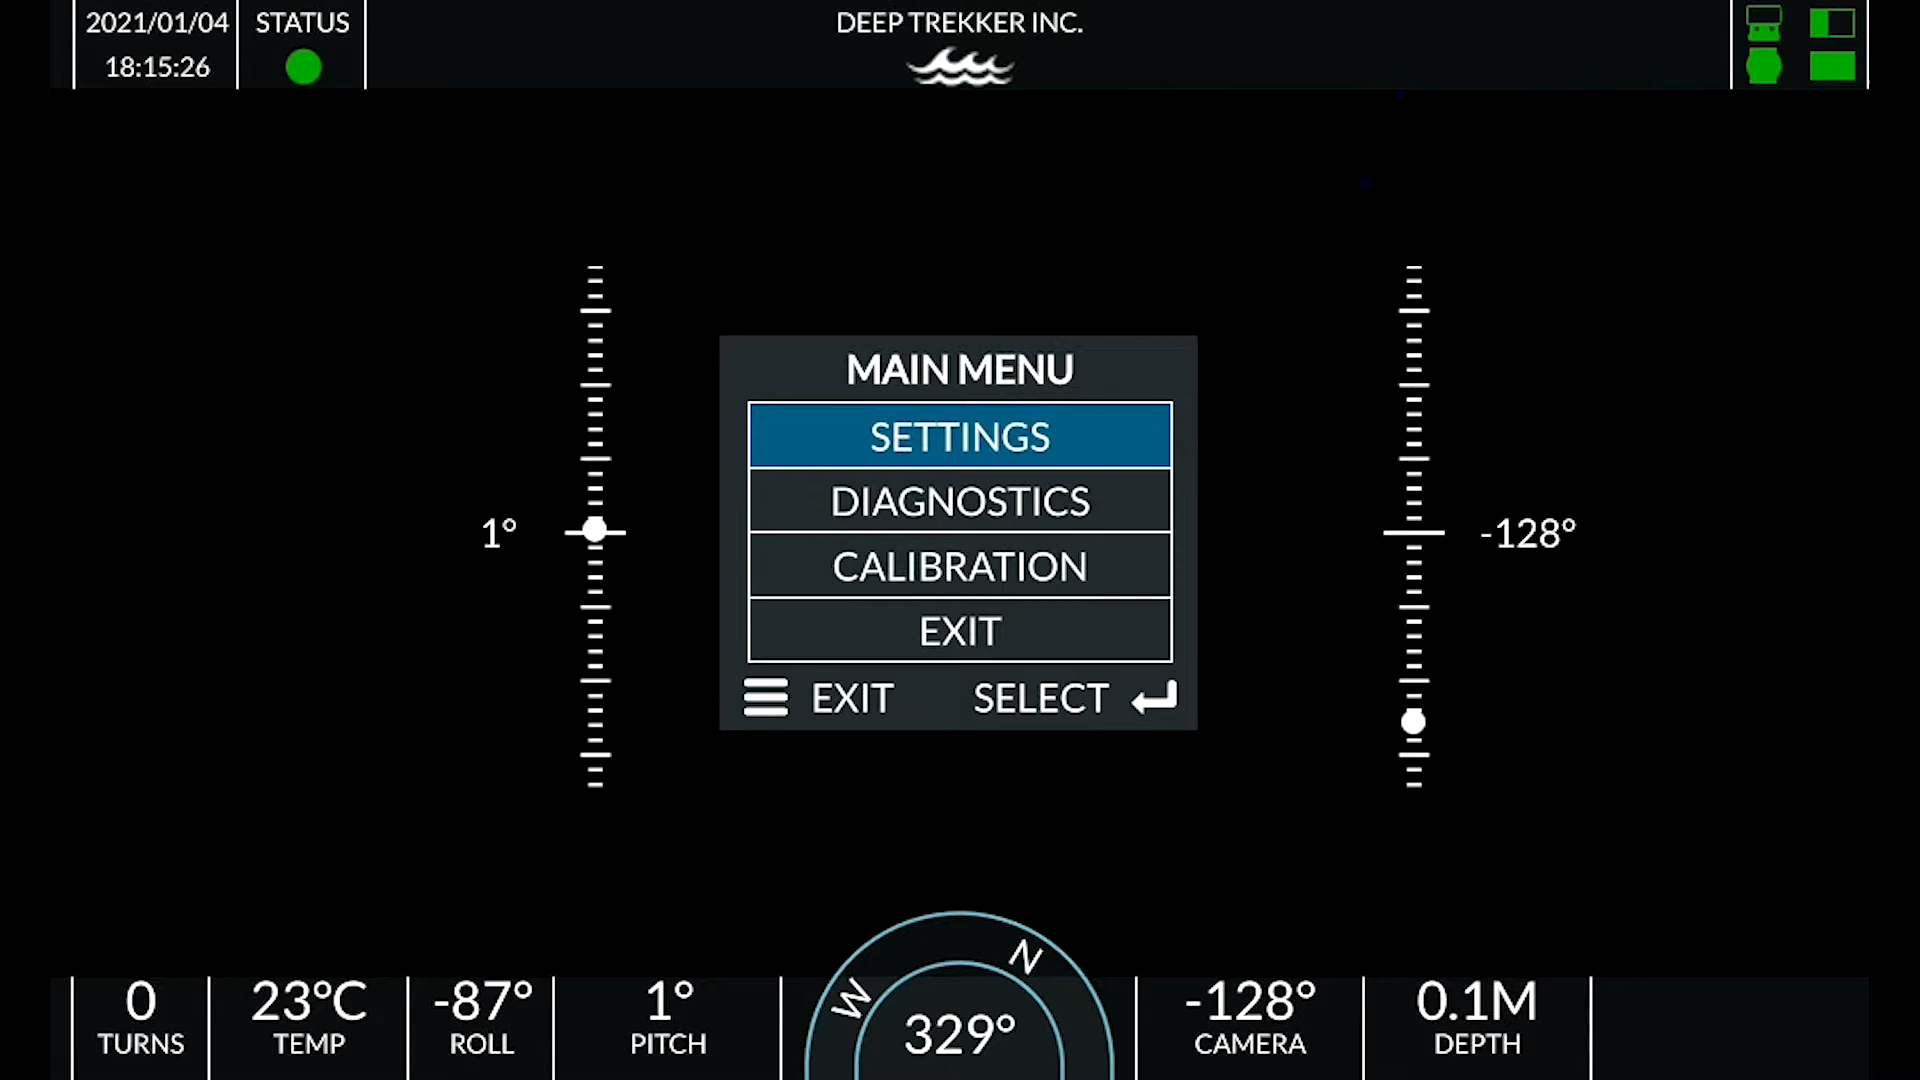 2021/01/04
18:15:26
STATUS
DEEP TREKKER INC.
MAIN MENU
SETTINGS
DIAGNOSTICS
CALIBRATION
EXIT
EXIT SELECT
1°
-128°
0
TURNS
23°C
TEMP
-87°
ROLL
1°
PITCH
W
N
329°
-128°
CAMERA
0.1M
DEPTH